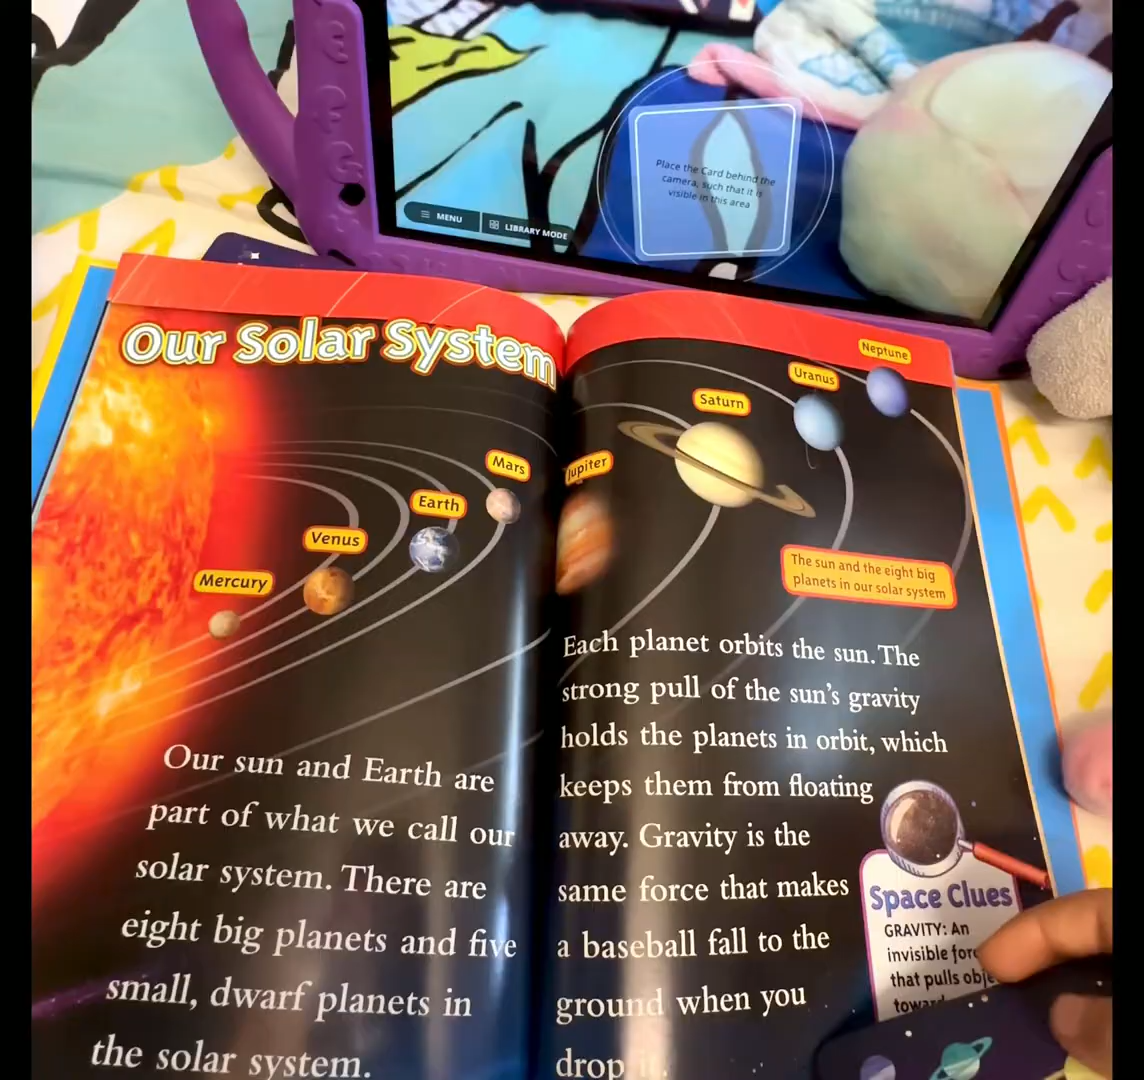 Place the Card behind the
camera, such that it is
visible in this area
MENU
LIBRARY MODE
Our Solar System
Mercury
Venus
Earth
Mars
Our sun and Earth are
part of what we call our
solar system. There are
eight big planets and five
small, dwarf planets in
the solar system.
Jupiter
Saturn
Uranus
Neptune
The sun and the eight big
planets in our solar system
Each planet orbits the sun. The
strong pull of the sun's gravity
holds the planets in orbit, which
keeps them from floating
away. Gravity is the
same force that makes
a baseball fall to the
ground when you
drop it.
Space Clues
GRAVITY: An
invisible
that pulls